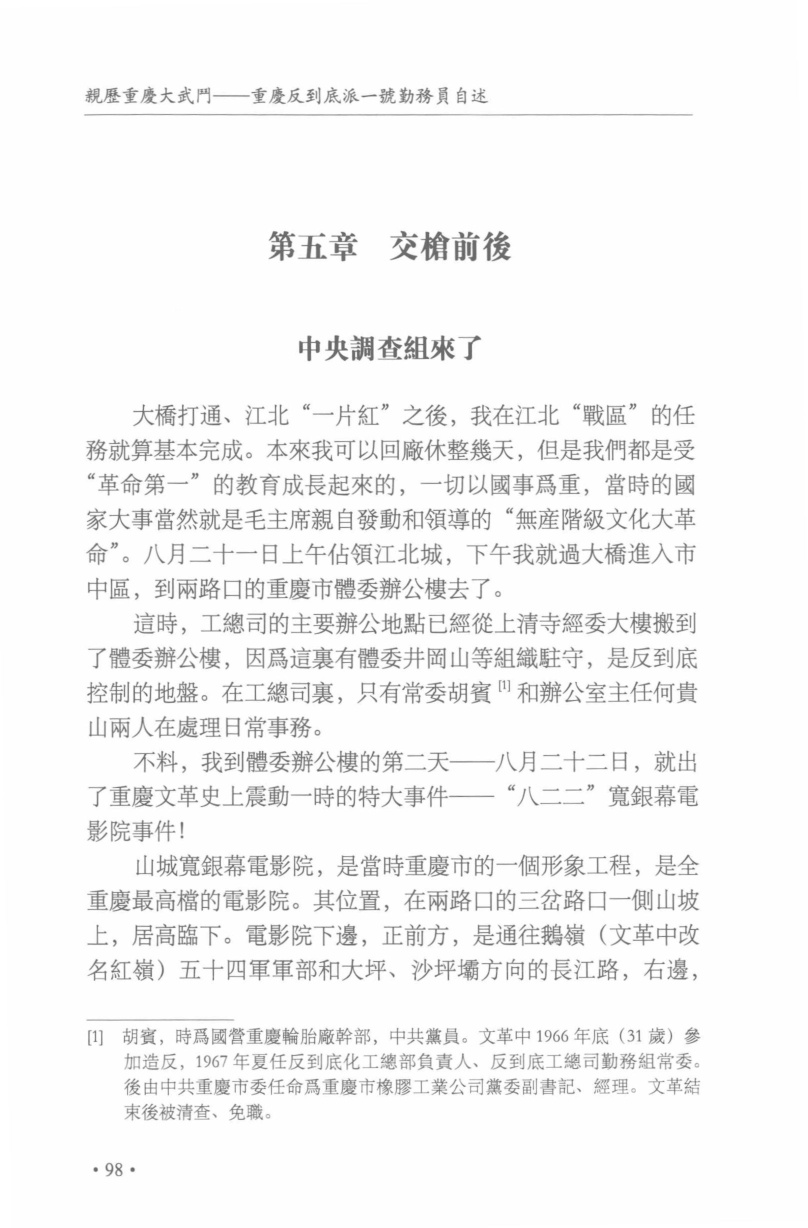 親歷重慶大武鬥——重慶反到底派一號勤務員自述
第五章　交槍前後
中央調查組來了
大橋打通、江北“一片紅”之後，我在江北“戰區”的任
務就算基本完成。本來我可以回廠休整幾天，但是我們都是受
“革命第一”的教育成長起來的，一切以國事爲重，當時的國
家大事當然就是毛主席親自發動和領導的“無産階級文化大革
命”。八月二十一日上午佔領江北城，下午我就過大橋進入市
中區，到兩路口的重慶市體委辦公樓去了。
這時，工總司的主要辦公地點已經從上清寺經委大樓搬到
了體委辦公樓，因爲這裏有體委井岡山等組織駐守，是反到底
控制的地盤。在工總司裏，只有常委胡賓[1]和辦公室主任何貴
山兩人在處理日常事務。
不料，我到體委辦公樓的第二天——八月二十二日，就出
了重慶文革史上震動一時的特大事件——“八二二”寬銀幕電
影院事件！
山城寬銀幕電影院，是當時重慶市的一個形象工程，是全
重慶最高檔的電影院。其位置，在兩路口的三岔路口一側山坡
上，居高臨下。電影院下邊，正前方，是通往鵝嶺（文革中改
名紅嶺）五十四軍軍部和大坪、沙坪壩方向的長江路，右邊，
[1] 胡賓，時爲國營重慶輪胎廠幹部，中共黨員。文革中 1966 年底（31 歲）參
加造反，1967 年夏任反到底化工總部負責人、反到底工總司勤務組常委。
後由中共重慶市委任命爲重慶市橡膠工業公司黨委副書記、經理。文革結
束後被清查、免職。
• 98 •